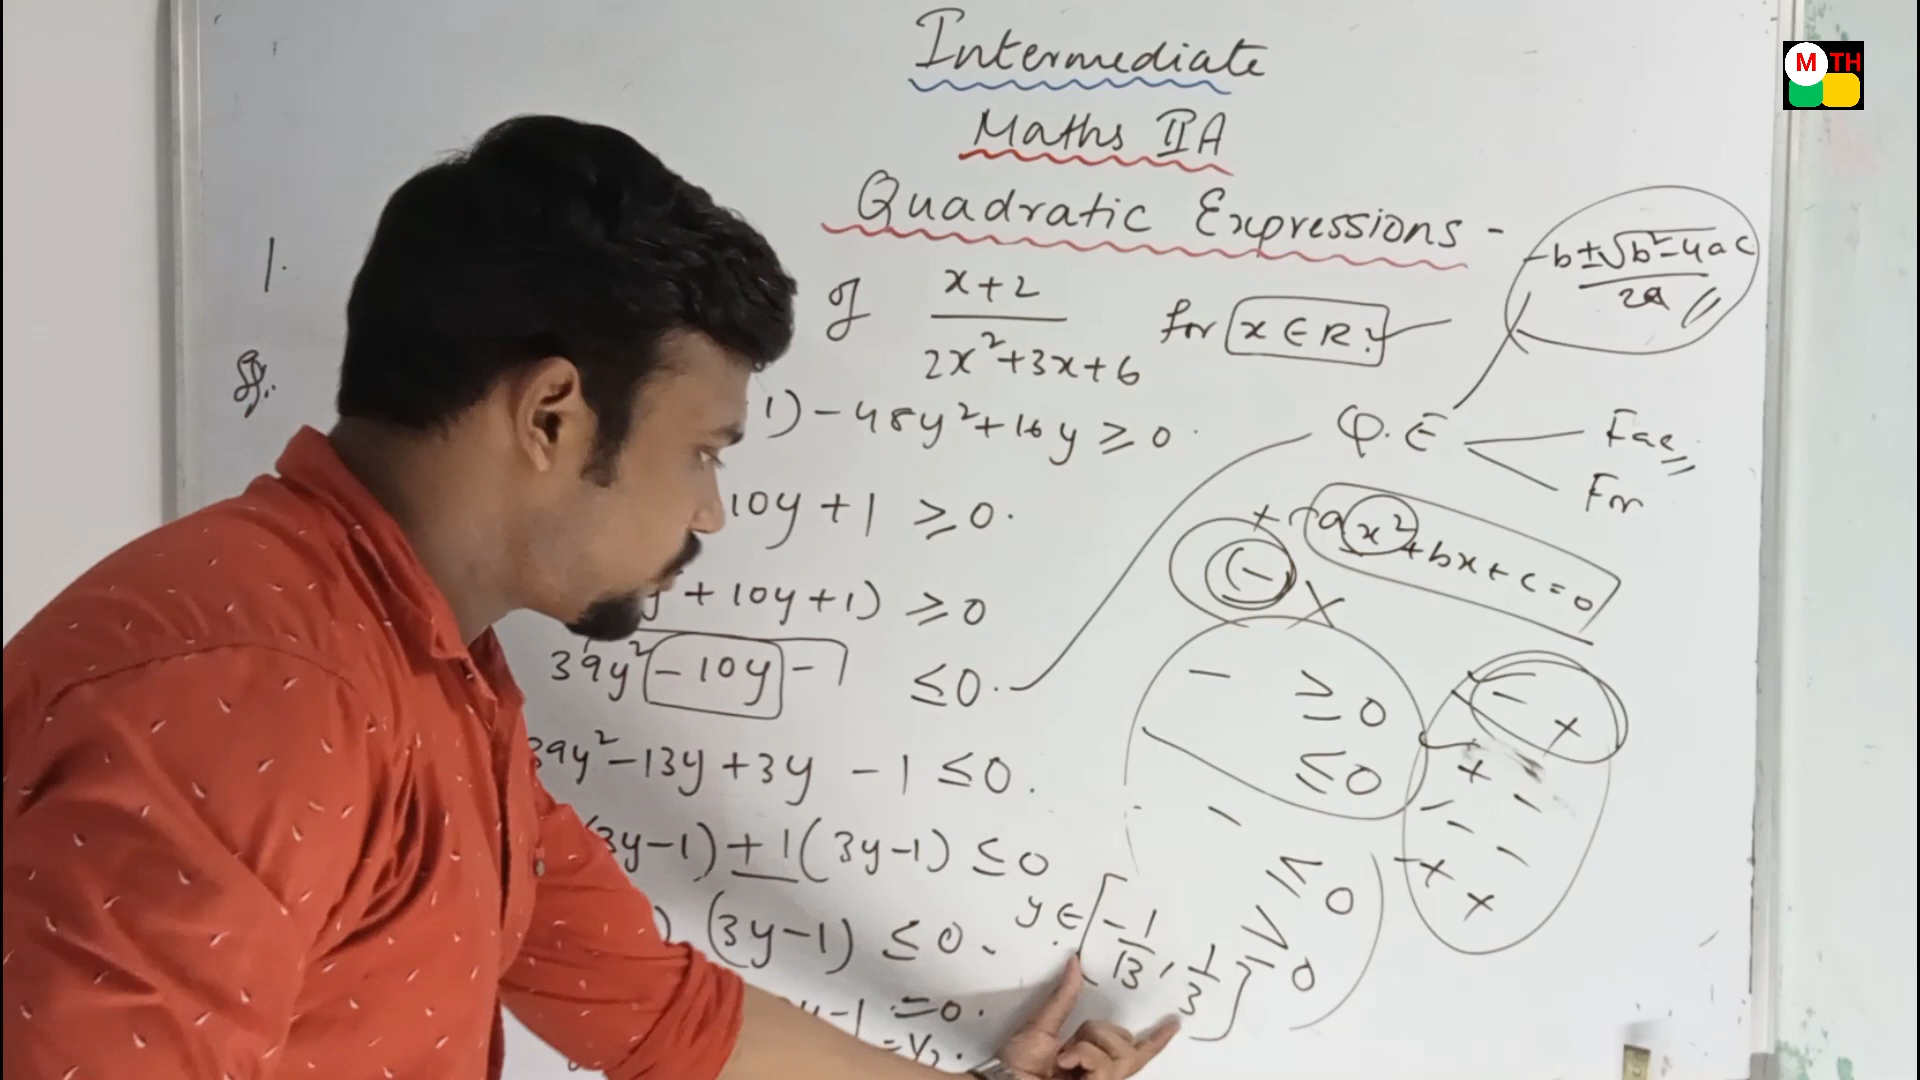 M TH
Intermediate
Maths IIA
Quadratic Expressions -
1.
of x+2 / 2x²+3x+6 for x ∈ R.
-b±√b²-4ac / 2a
1) - 48y² + 16y ≥ 0.
Q.E
Fac
For
10y + 1 ≥ 0.
+ 10y + 1) ≥ 0
39y² - 10y - 1 ≤ 0.
39y² - 13y + 3y - 1 ≤ 0.
(3y-1) + 1(3y-1) ≤ 0
) (3y-1) ≤ 0
y-1 = 0.
y ∈ [-1/13, 1/3]
ax² + bx + c = 0
+
(-) x
- ≥ 0
≤ 0
-
≤ 0
≥ 0
- +
+ -
- -
+ +